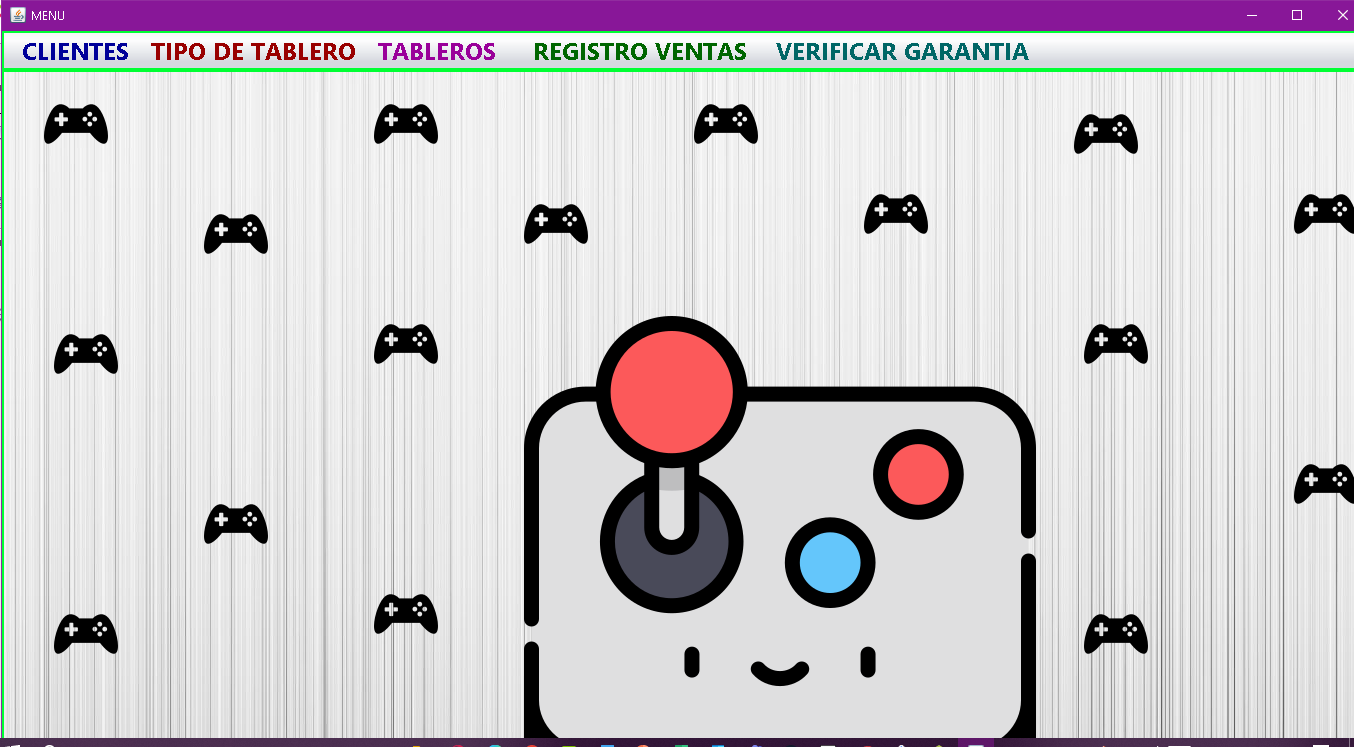 MENU
CLIENTES TIPO DE TABLERO TABLEROS REGISTRO VENTAS VERIFICAR GARANTIA